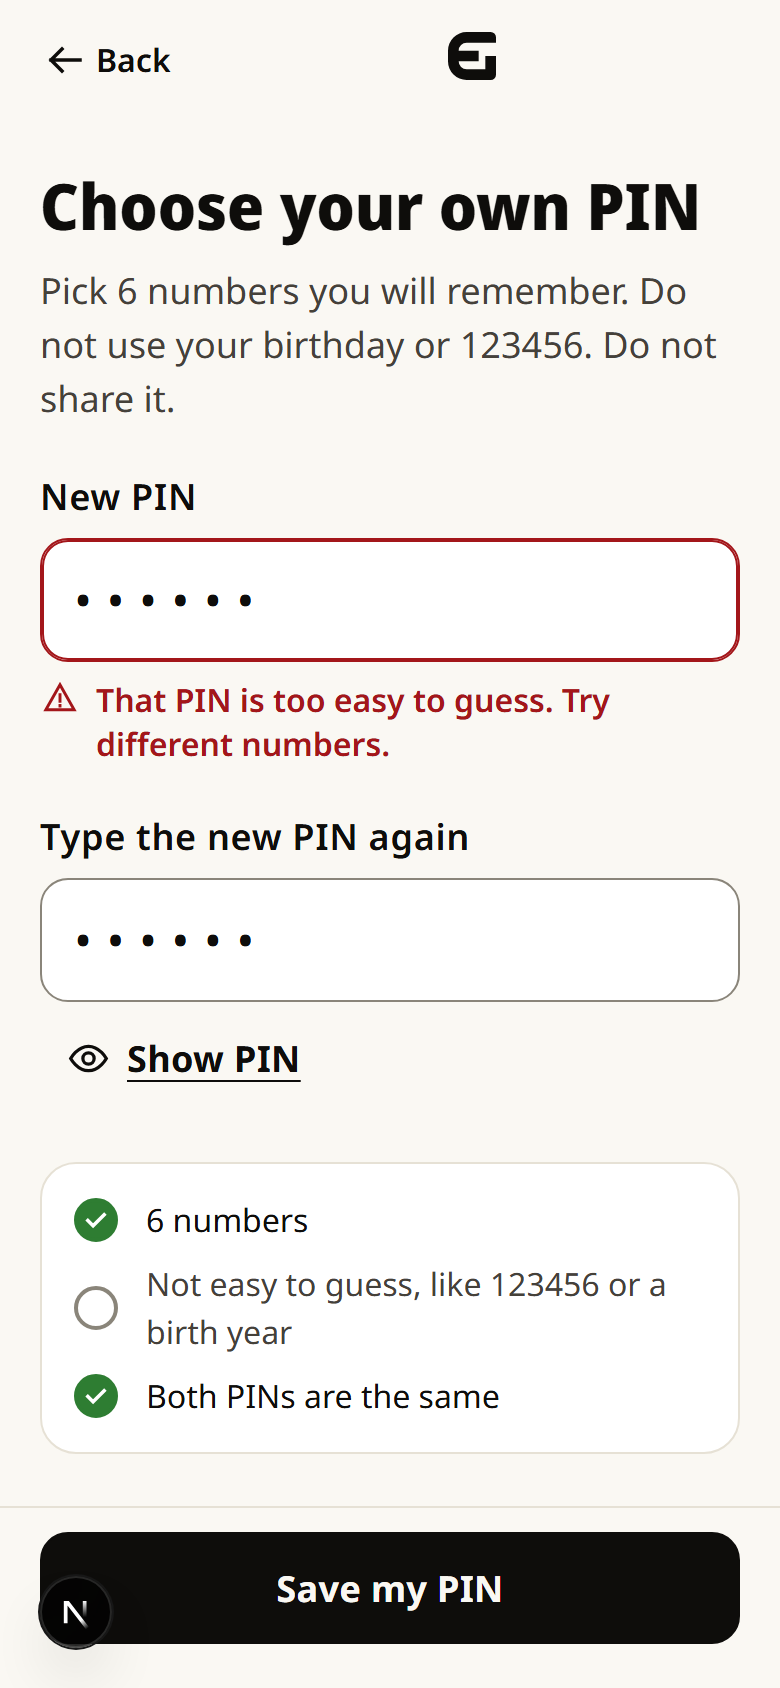 Back
Choose your own PIN
Pick 6 numbers you will remember. Do
not use your birthday or 123456. Do not
share it.
New PIN
••••••
That PIN is too easy to guess. Try
different numbers.
Type the new PIN again
••••••
Show PIN
6 numbers
Not easy to guess, like 123456 or a
birth year
Both PINs are the same
Save my PIN
N